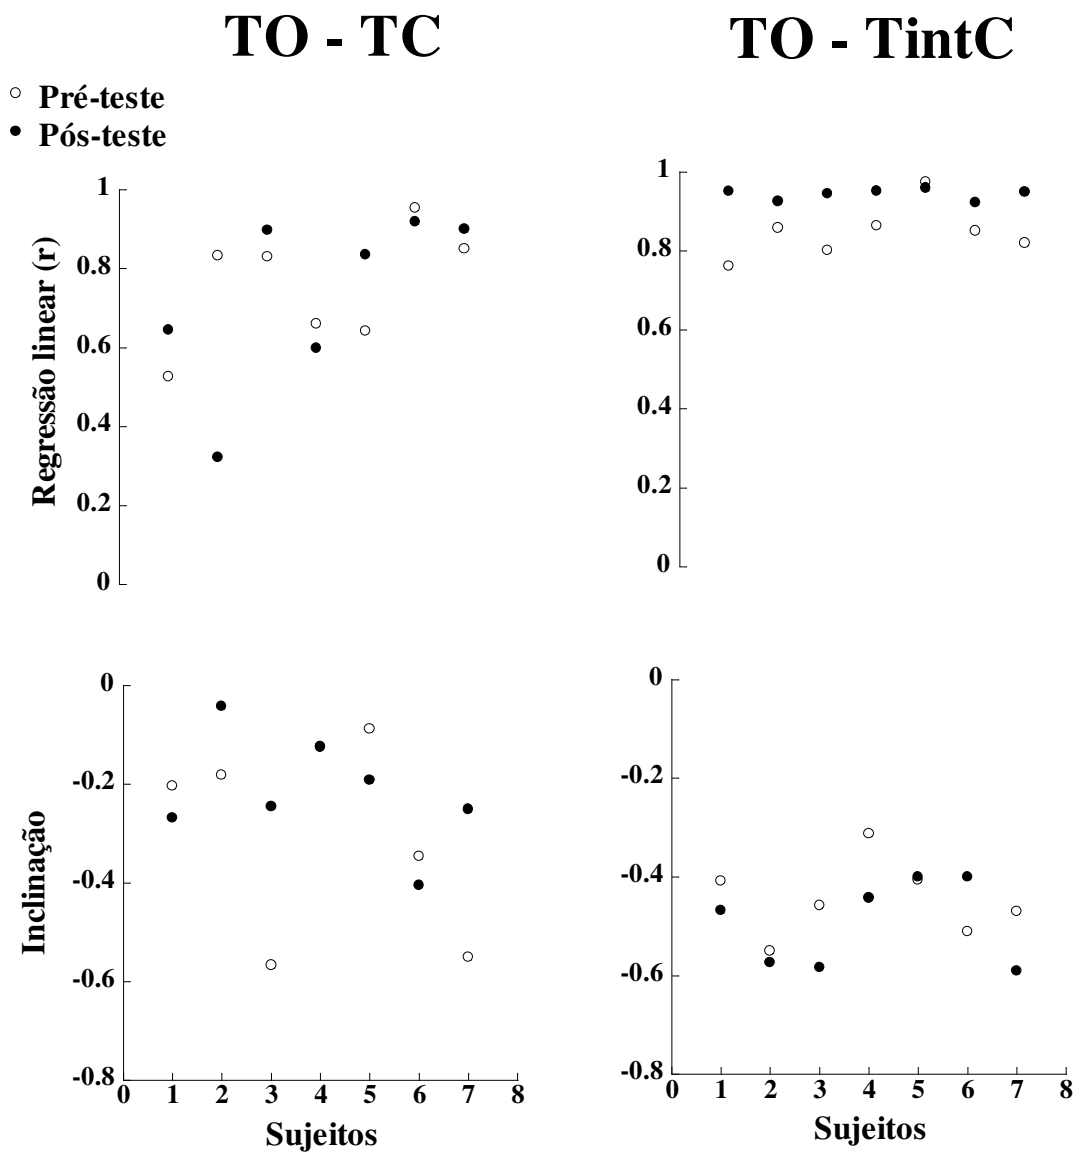 TO - TC
TO - TintC
Pré-teste
Pós-teste
Regressão linear (r)
1
0.8
0.6
0.4
0.2
0
1
0.8
0.6
0.4
0.2
0
Inclinação
0
-0.2
-0.4
-0.6
-0.8
0 1 2 3 4 5 6 7 8
Sujeitos
0
-0.2
-0.4
-0.6
-0.8
0 1 2 3 4 5 6 7 8
Sujeitos